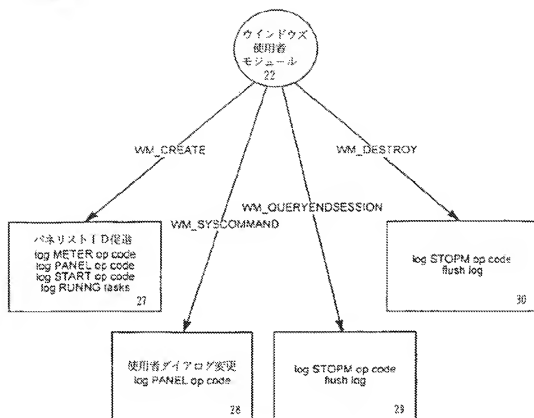 ウインドウズ
使用者
モジュール
22
WM_CREATE
WM_DESTROY
WM_QUERYENDSESSION
WM_SYSCOMMAND
パネリストID促進
log METER op code
log PANEL op code
log START op code
log RUNNG tasks
27
log STOPM op code
flush log
30
使用者ダイアログ変更
log PANEL op code
28
log STOPM op code
flush log
29